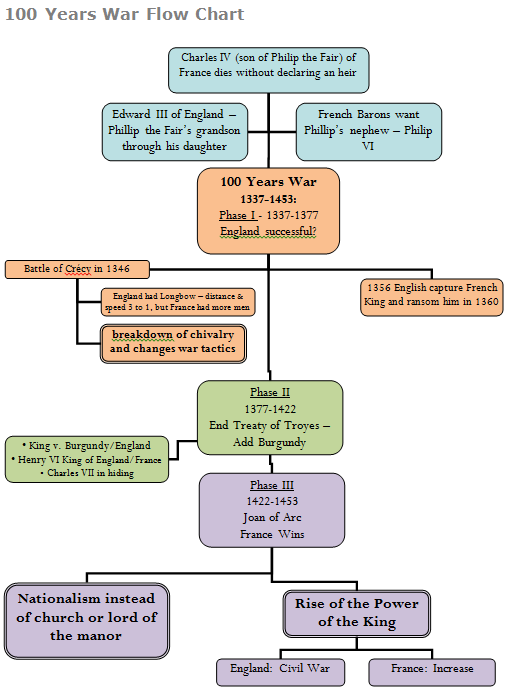 100 Years War Flow Chart
Charles IV (son of Philip the Fair) of
France dies without declaring an heir
Edward III of England –
Phillip the Fair's grandson
through his daughter
French Barons want
Phillip's nephew – Philip
VI
100 Years War
1337-1453:
Phase I - 1337-1377
England successful?
Battle of Crécy in 1346
England had Longbow – distance &
speed 3 to 1, but France had more men
breakdown of chivalry
and changes war tactics
1356 English capture French
King and ransom him in 1360
Phase II
1377-1422
End Treaty of Troyes –
Add Burgundy
• King v. Burgundy/England
• Henry VI King of England/France
• Charles VII in hiding
Phase III
1422-1453
Joan of Arc
France Wins
Nationalism instead
of church or lord of
the manor
Rise of the Power
of the King
England: Civil War
France: Increase